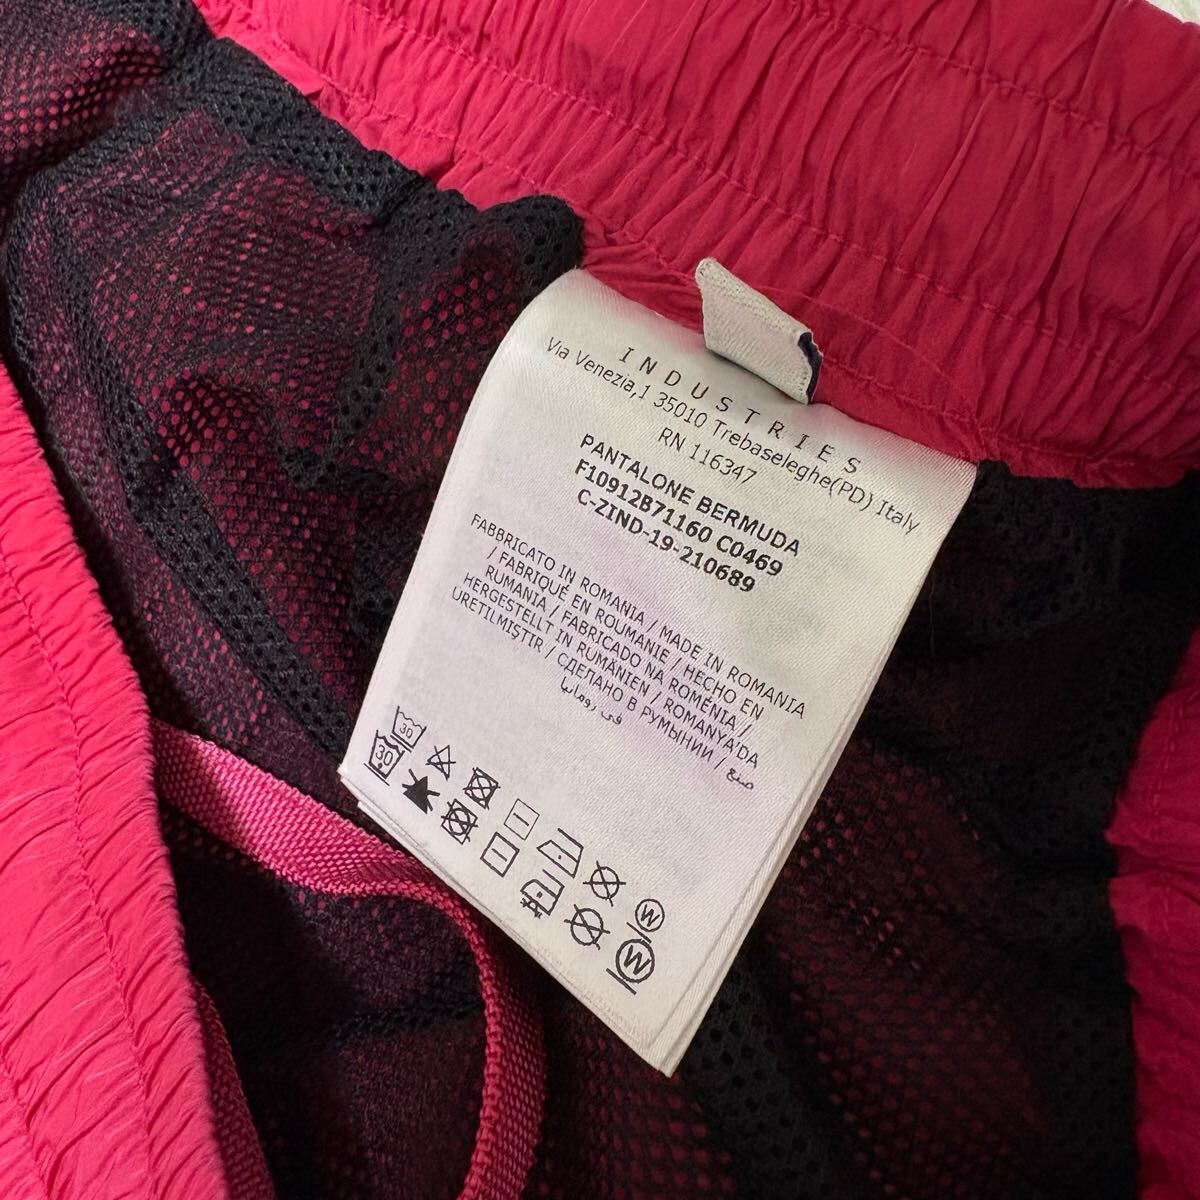 INDUSTRIES
Via Venezia,1 35010 Trebaseleghe(PD) Italy
RN 116347
PANTALONE BERMUDA
F10912B71160 C0469
C-ZIND-19-210689
FABBRICATO IN ROMANIA / MADE IN ROMANIA
/ FABRIQUÉ EN ROUMANIE / HECHO EN
RUMANIA / FABRICADO NA ROMÉNIA /
HERGESTELLT IN RUMÄNIEN / ROMANYA'DA
ÜRETILMIŞTIR / СДЕЛАНО В РУМЫНИИ / صنع
في رومانيا
30
W
30
W